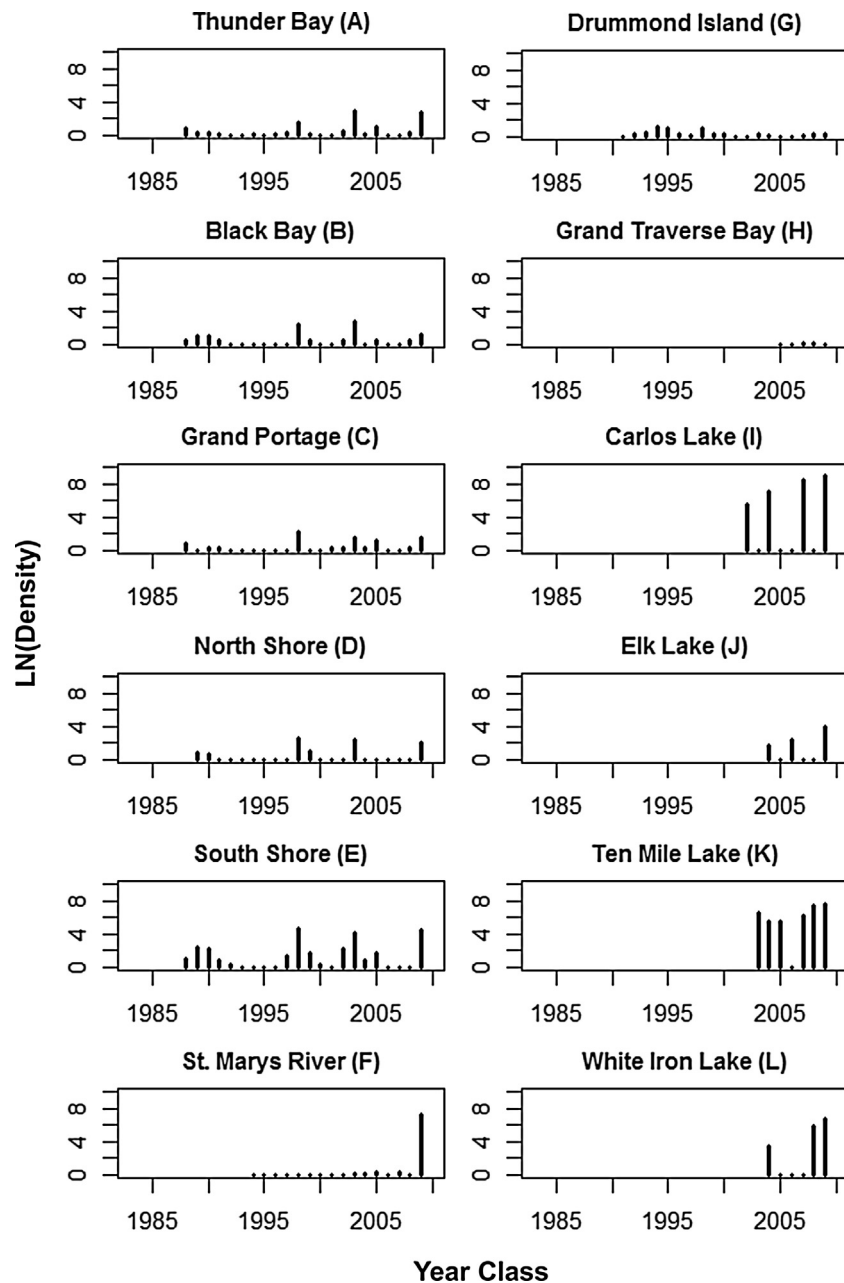 Thunder Bay (A)
0 4 8
1985 1995 2005
Drummond Island (G)
0 4 8
1985 1995 2005
Black Bay (B)
0 4 8
1985 1995 2005
Grand Traverse Bay (H)
0 4 8
1985 1995 2005
Grand Portage (C)
0 4 8
1985 1995 2005
Carlos Lake (I)
0 4 8
1985 1995 2005
LN(Density)
North Shore (D)
0 4 8
1985 1995 2005
Elk Lake (J)
0 4 8
1985 1995 2005
South Shore (E)
0 4 8
1985 1995 2005
Ten Mile Lake (K)
0 4 8
1985 1995 2005
St. Marys River (F)
0 4 8
1985 1995 2005
White Iron Lake (L)
0 4 8
1985 1995 2005
Year Class